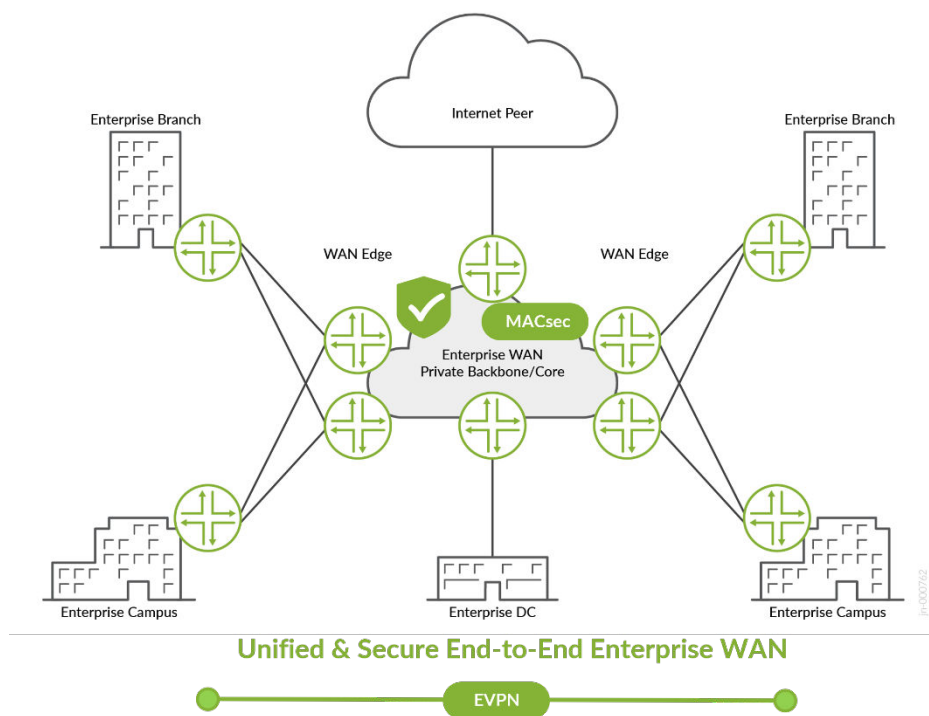 Internet Peer
Enterprise Branch
Enterprise Branch
WAN Edge
WAN Edge
MACsec
Enterprise WAN
Private Backbone/Core
Enterprise Campus
Enterprise DC
Enterprise Campus
jn-000762
Unified & Secure End-to-End Enterprise WAN
EVPN